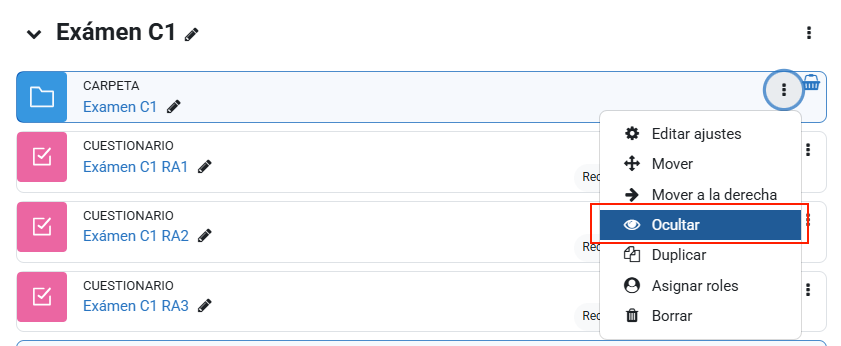 Exámen C1
CARPETA
Examen C1
CUESTIONARIO
Exámen C1 RA1
Rec
CUESTIONARIO
Exámen C1 RA2
Rec
CUESTIONARIO
Exámen C1 RA3
Rec
Editar ajustes
Mover
Mover a la derecha
Ocultar
Duplicar
Asignar roles
Borrar